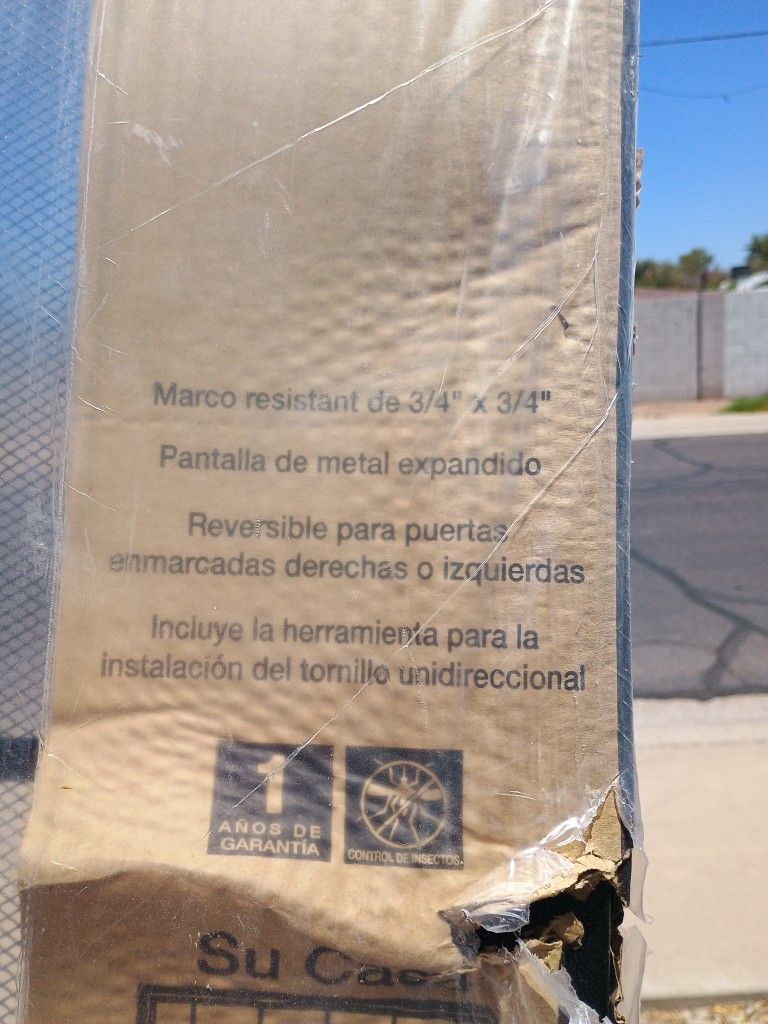 Marco resistant de 3/4" x 3/4"
Pantalla de metal expandido
Reversible para puertas
enmarcadas derechas o izquierdas
Incluye la herramienta para la
instalación del tornillo unidireccional
1
AÑOS DE
GARANTÍA
CONTROL DE INSECTOS
Su Casa